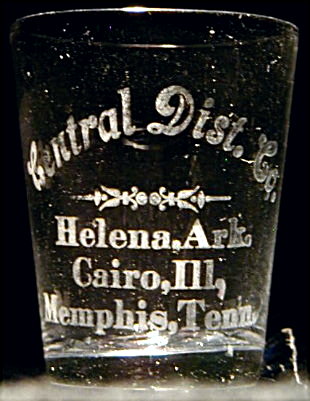 Central Dist. Co.
Helena, Ark.
Cairo, Ill,
Memphis, Tenn.